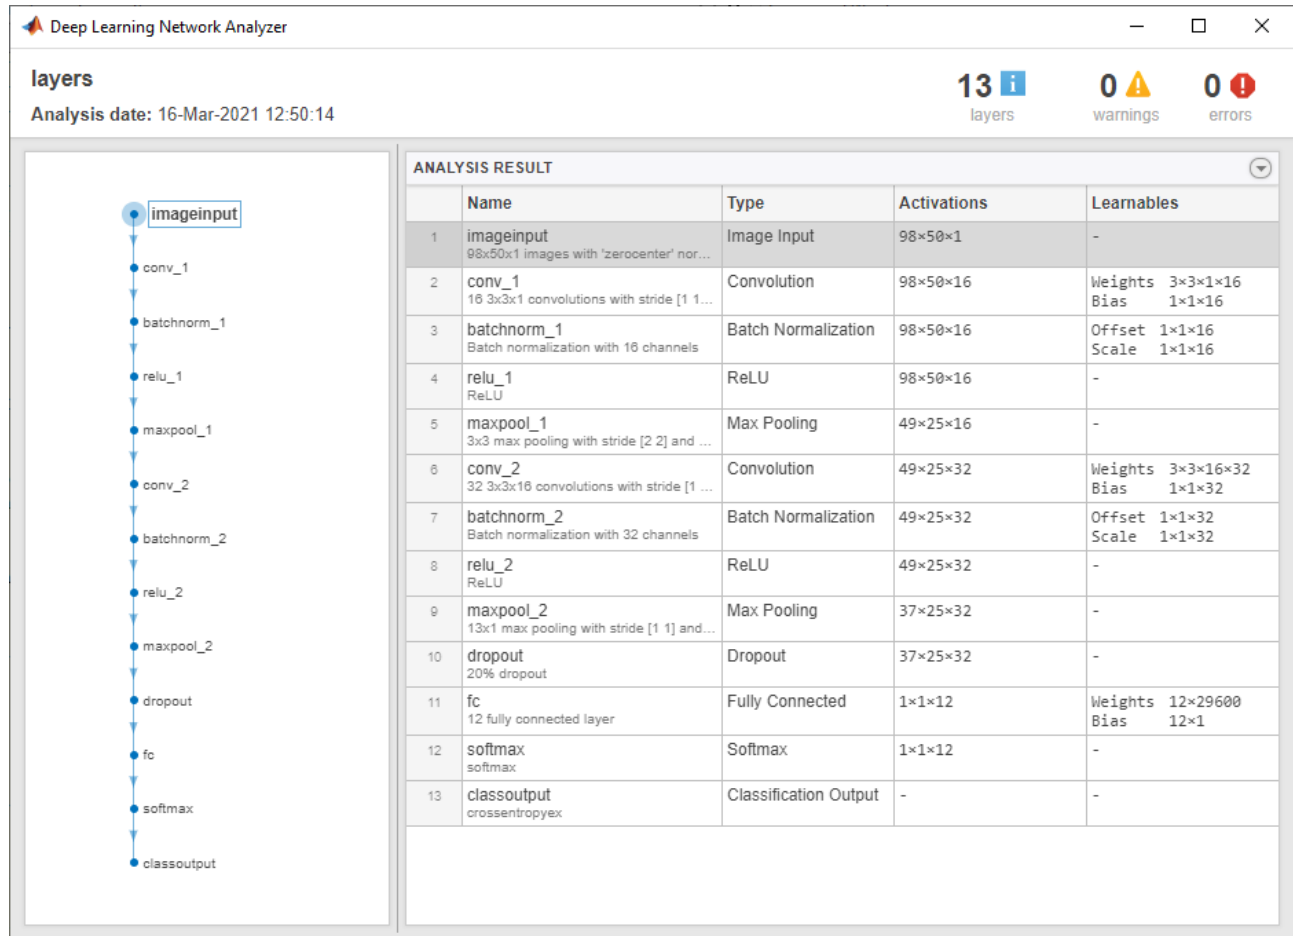 Deep Learning Network Analyzer
layers
Analysis date: 16-Mar-2021 12:50:14
13 i
layers
0
warnings
0
errors
imageinput
conv_1
batchnorm_1
relu_1
maxpool_1
conv_2
batchnorm_2
relu_2
maxpool_2
dropout
fc
softmax
classoutput
ANALYSIS RESULT
Name Type Activations Learnables
1 imageinput Image Input 98×50×1 -
98x50x1 images with 'zerocenter' nor...
2 conv_1 Convolution 98×50×16 Weights 3×3×1×16
16 3x3x1 convolutions with stride [1 1... Bias 1×1×16
3 batchnorm_1 Batch Normalization 98×50×16 Offset 1×1×16
Batch normalization with 16 channels Scale 1×1×16
4 relu_1 ReLU 98×50×16 -
ReLU
5 maxpool_1 Max Pooling 49×25×16 -
3x3 max pooling with stride [2 2] and ...
6 conv_2 Convolution 49×25×32 Weights 3×3×16×32
32 3x3x16 convolutions with stride [1 ... Bias 1×1×32
7 batchnorm_2 Batch Normalization 49×25×32 Offset 1×1×32
Batch normalization with 32 channels Scale 1×1×32
8 relu_2 ReLU 49×25×32 -
ReLU
9 maxpool_2 Max Pooling 37×25×32 -
13x1 max pooling with stride [1 1] and...
10 dropout Dropout 37×25×32 -
20% dropout
11 fc Fully Connected 1×1×12 Weights 12×29600
12 fully connected layer Bias 12×1
12 softmax Softmax 1×1×12 -
softmax
13 classoutput Classification Output - -
crossentropyex